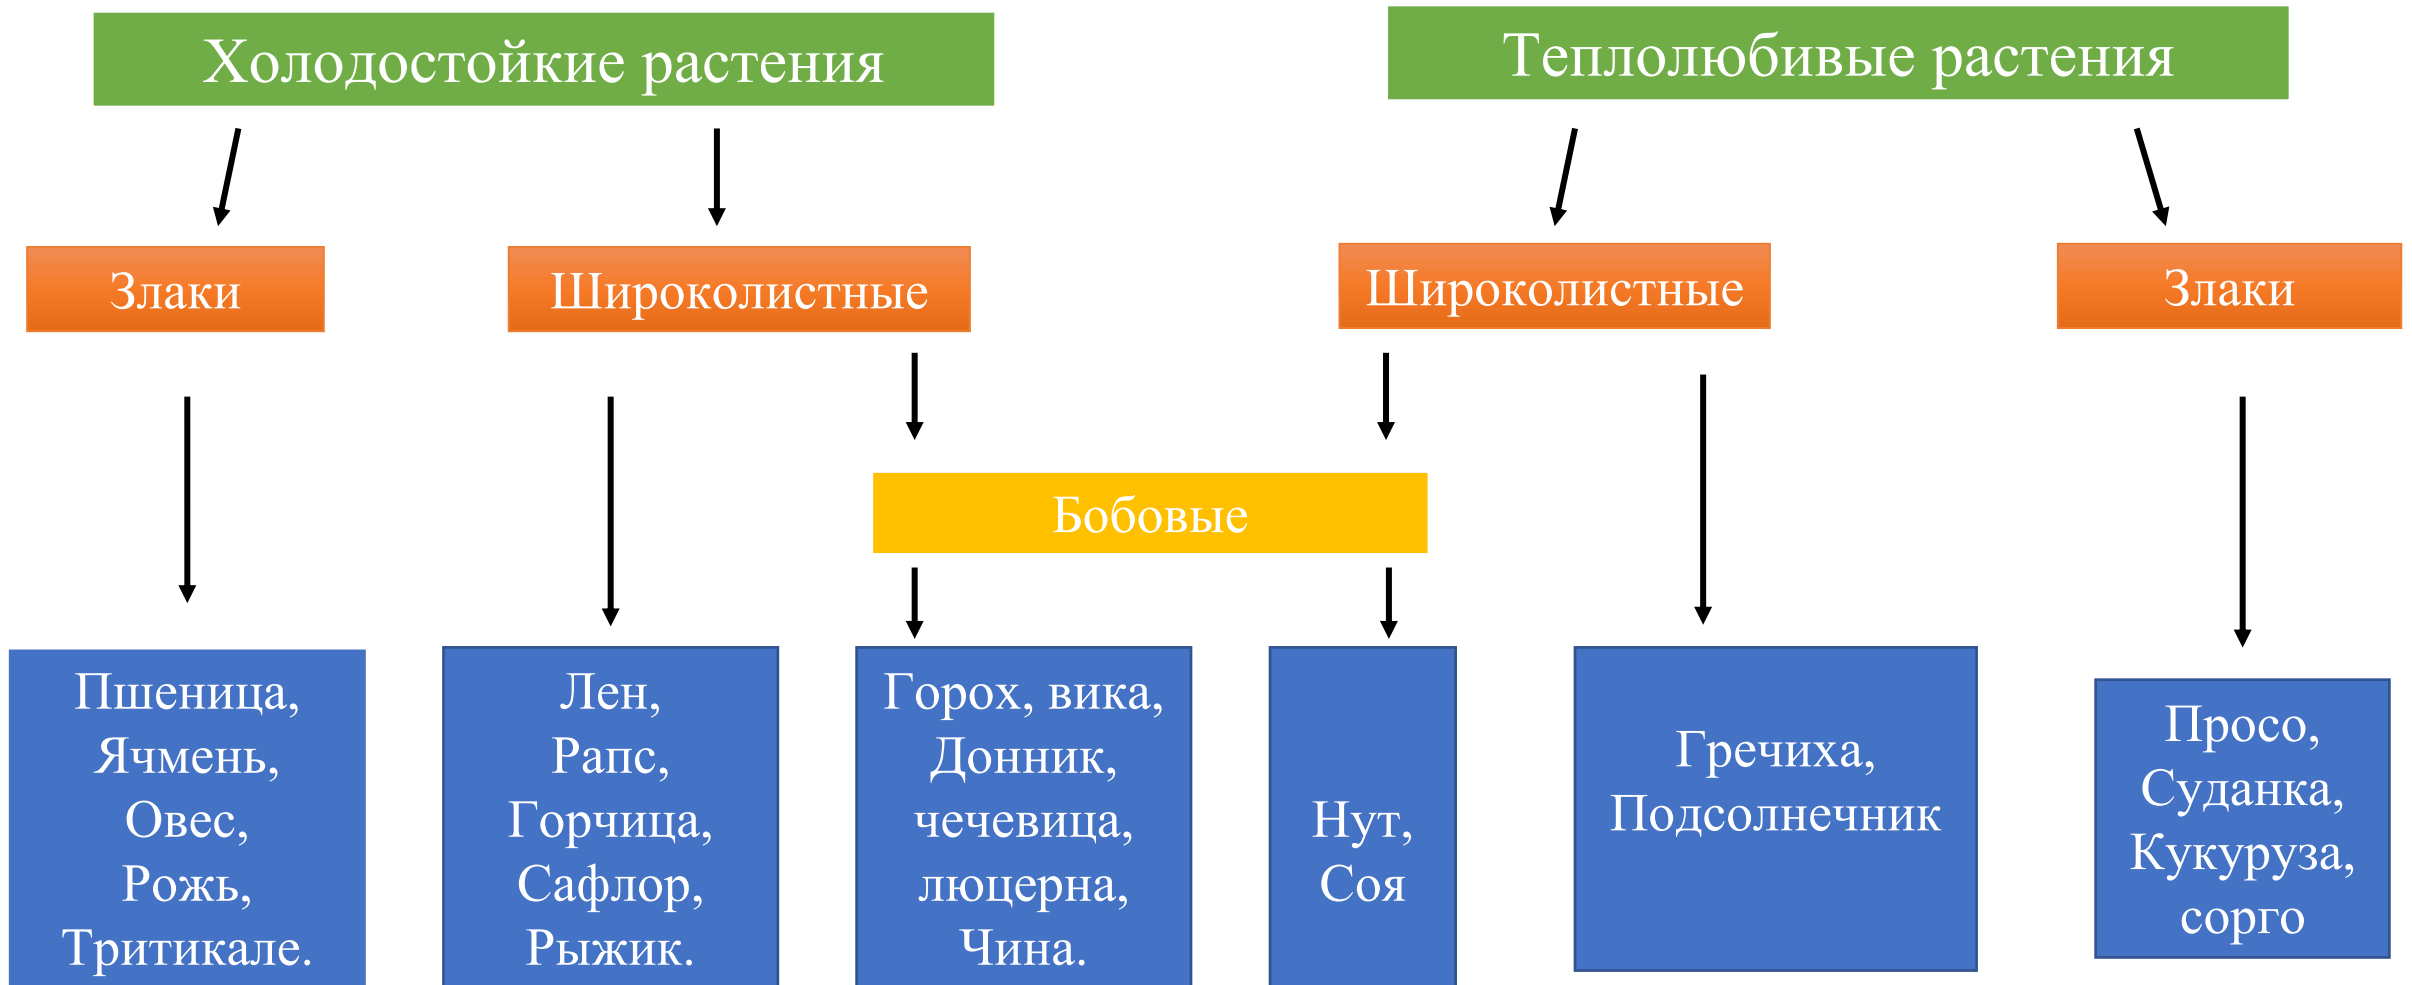 Холодостойкие растения
Теплолюбивые растения
Злаки
Широколистные
Широколистные
Злаки
Бобовые
Пшеница,
Ячмень,
Овес,
Рожь,
Тритикале.
Лен,
Рапс,
Горчица,
Сафлор,
Рыжик.
Горох, вика,
Донник,
чечевица,
люцерна,
Чина.
Нут,
Соя
Гречиха,
Подсолнечник
Просо,
Суданка,
Кукуруза,
сорго